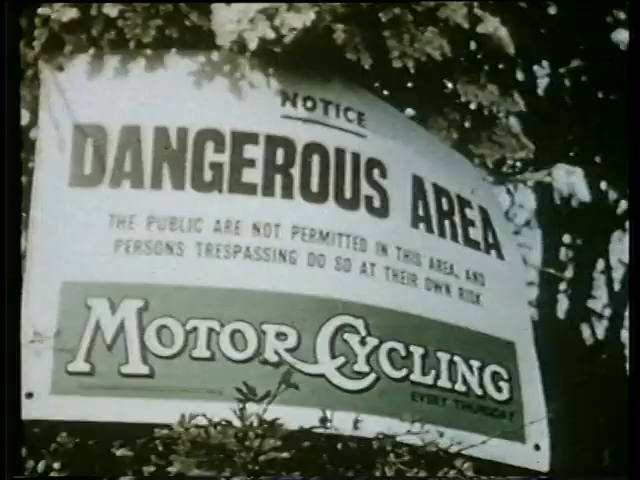 NOTICE
DANGEROUS AREA
THE PUBLIC ARE NOT PERMITTED IN THIS AREA, AND
PERSONS TRESPASSING DO SO AT THEIR OWN RISK.
MOTOR CYCLING
EVERY THURSDAY